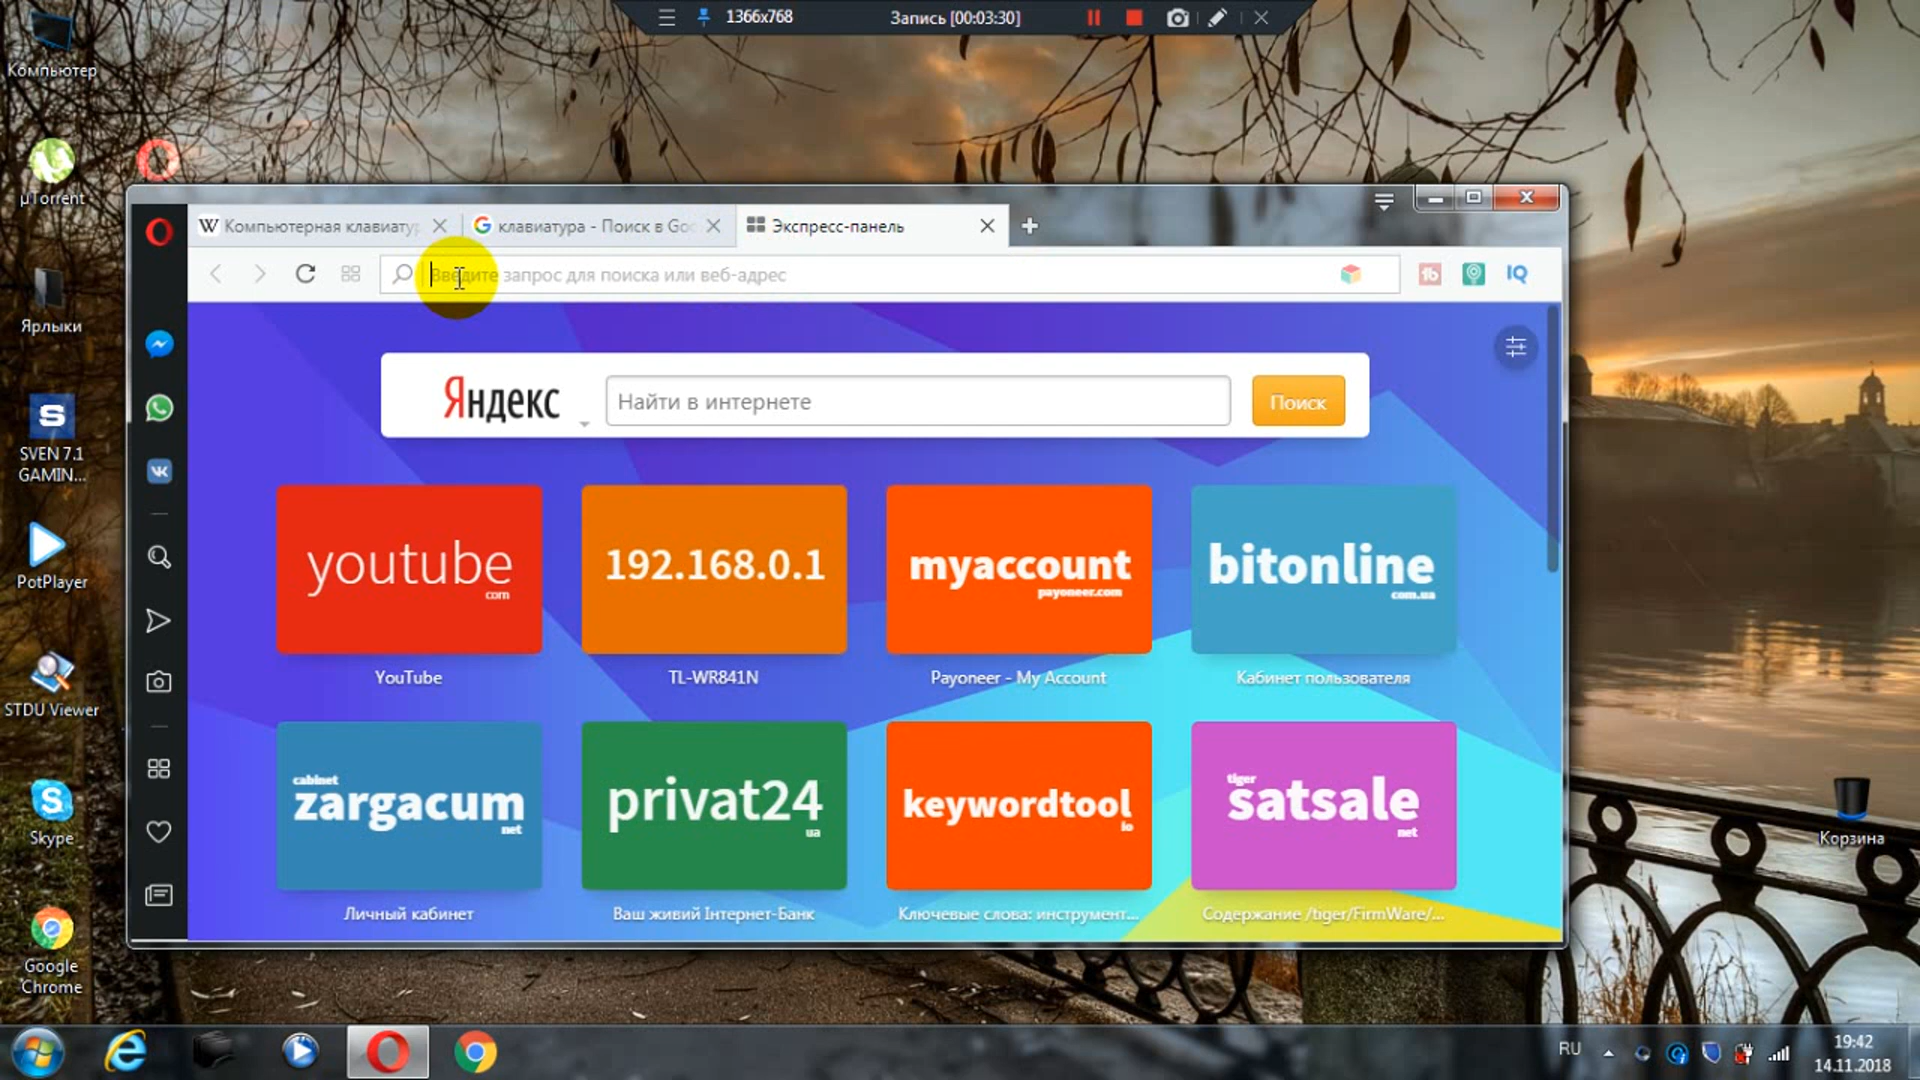 1366x768
Запись [00:03:30]
Компьютер
µTorrent
Ярлыки
S
SVEN 7.1
GAMIN...
PotPlayer
STDU Viewer
Skype
Google
Chrome
Корзина
W Компьютерная клавиату
клавиатура - Поиск в Goo
Экспресс-панель
Введите запрос для поиска или веб-адрес
IQ
Яндекс
Найти в интернете
Поиск
youtube
com
YouTube
192.168.0.1
TL-WR841N
myaccount
payoneer.com
Payoneer - My Account
bitonline
com.ua
Кабинет пользователя
cabinet
zargacum
net
Личный кабинет
privat24
ua
Ваш живий Інтернет-Банк
keywordtool
io
Ключевые слова: инструмент...
tiger
satsale
net
Содержание /tiger/FirmWare/...
RU
19:42
14.11.2018